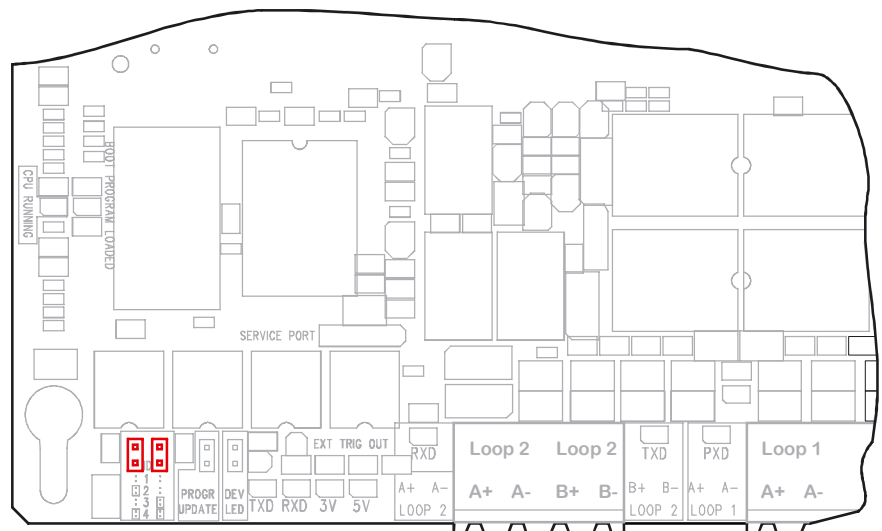 CPU RUNNING
BOOT PROGRAM LOADED
SERVICE PORT
EXT TRIG OUT
RXD
Loop 2 Loop 2
TXD
PXD
Loop 1
1
2
3
4
PROGR
UPDATE
DEV
LED
TXD RXD 3V 5V
A+ A-
LOOP 2
A+ A- B+ B-
B+ B-
LOOP 2
A+ A-
LOOP 1
A+ A-